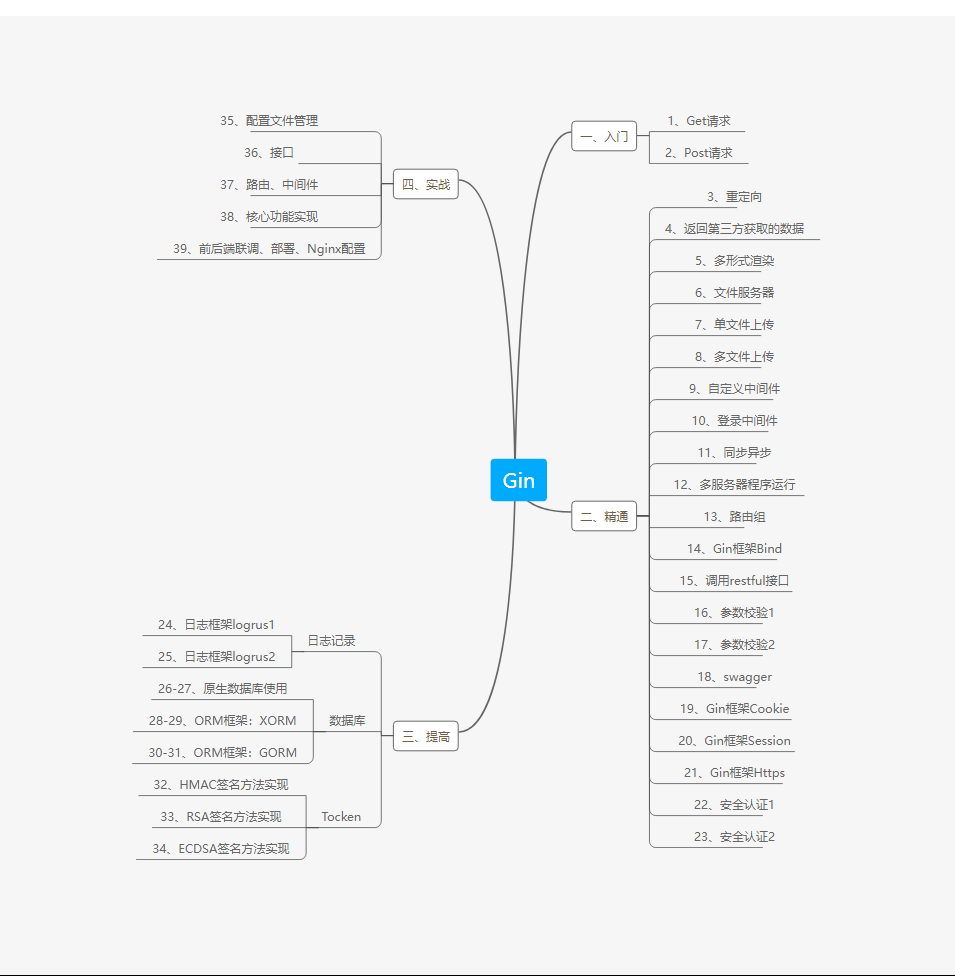 Gin
一、入门
1、Get请求
2、Post请求
二、精通
3、重定向
4、返回第三方获取的数据
5、多形式渲染
6、文件服务器
7、单文件上传
8、多文件上传
9、自定义中间件
10、登录中间件
11、同步异步
12、多服务器程序运行
13、路由组
14、Gin框架Bind
15、调用restful接口
16、参数校验1
17、参数校验2
18、swagger
19、Gin框架Cookie
20、Gin框架Session
21、Gin框架Https
22、安全认证1
23、安全认证2
三、提高
日志记录
24、日志框架logrus1
25、日志框架logrus2
数据库
26-27、原生数据库使用
28-29、ORM框架：XORM
30-31、ORM框架：GORM
Tocken
32、HMAC签名方法实现
33、RSA签名方法实现
34、ECDSA签名方法实现
四、实战
35、配置文件管理
36、接口
37、路由、中间件
38、核心功能实现
39、前后端联调、部署、Nginx配置